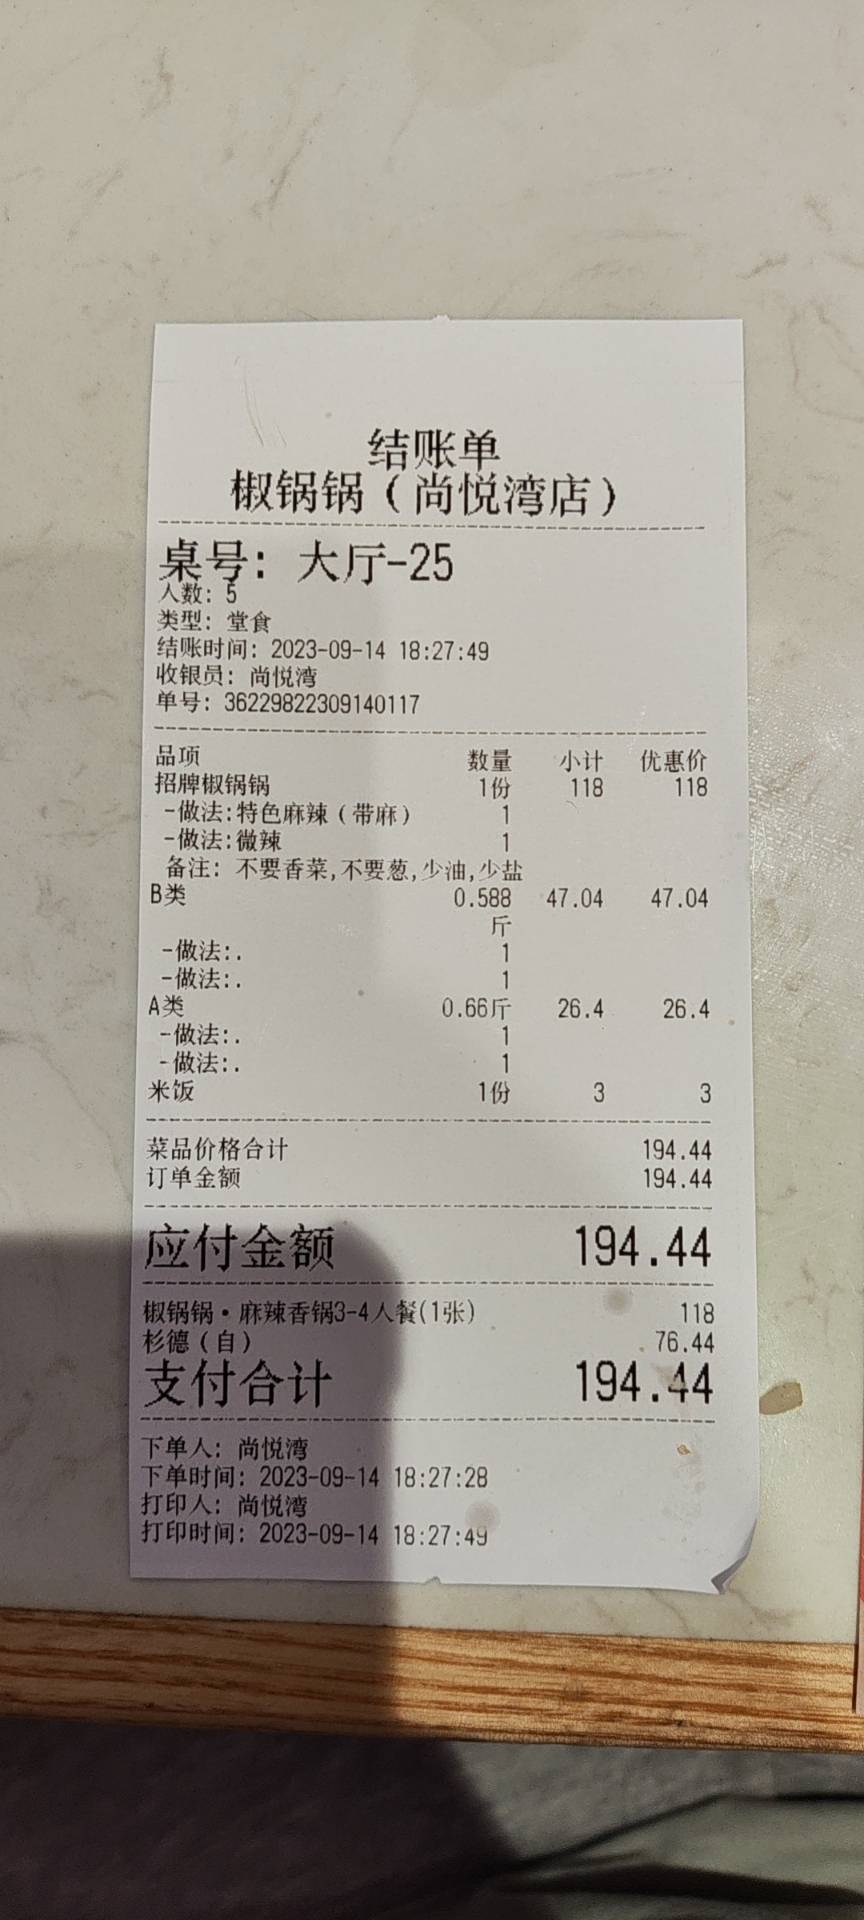 结账单
椒锅锅（尚悦湾店）
桌号: 大厅-25
人数: 5
类型: 堂食
结账时间: 2023-09-14 18:27:49
收银员: 尚悦湾
单号: 36229822309140117
品项 数量 小计 优惠价
招牌椒锅锅 1份 118 118
-做法:特色麻辣（带麻） 1
-做法:微辣 1
备注: 不要香菜,不要葱,少油,少盐
B类 0.588 47.04 47.04
斤
-做法:. 1
-做法:. 1
A类 0.66斤 26.4 26.4
-做法:. 1
-做法:. 1
米饭 1份 3 3
菜品价格合计 194.44
订单金额 194.44
应付金额 194.44
椒锅锅·麻辣香锅3-4人餐(1张) 118
杉德（自） 76.44
支付合计 194.44
下单人: 尚悦湾
下单时间: 2023-09-14 18:27:28
打印人: 尚悦湾
打印时间: 2023-09-14 18:27:49